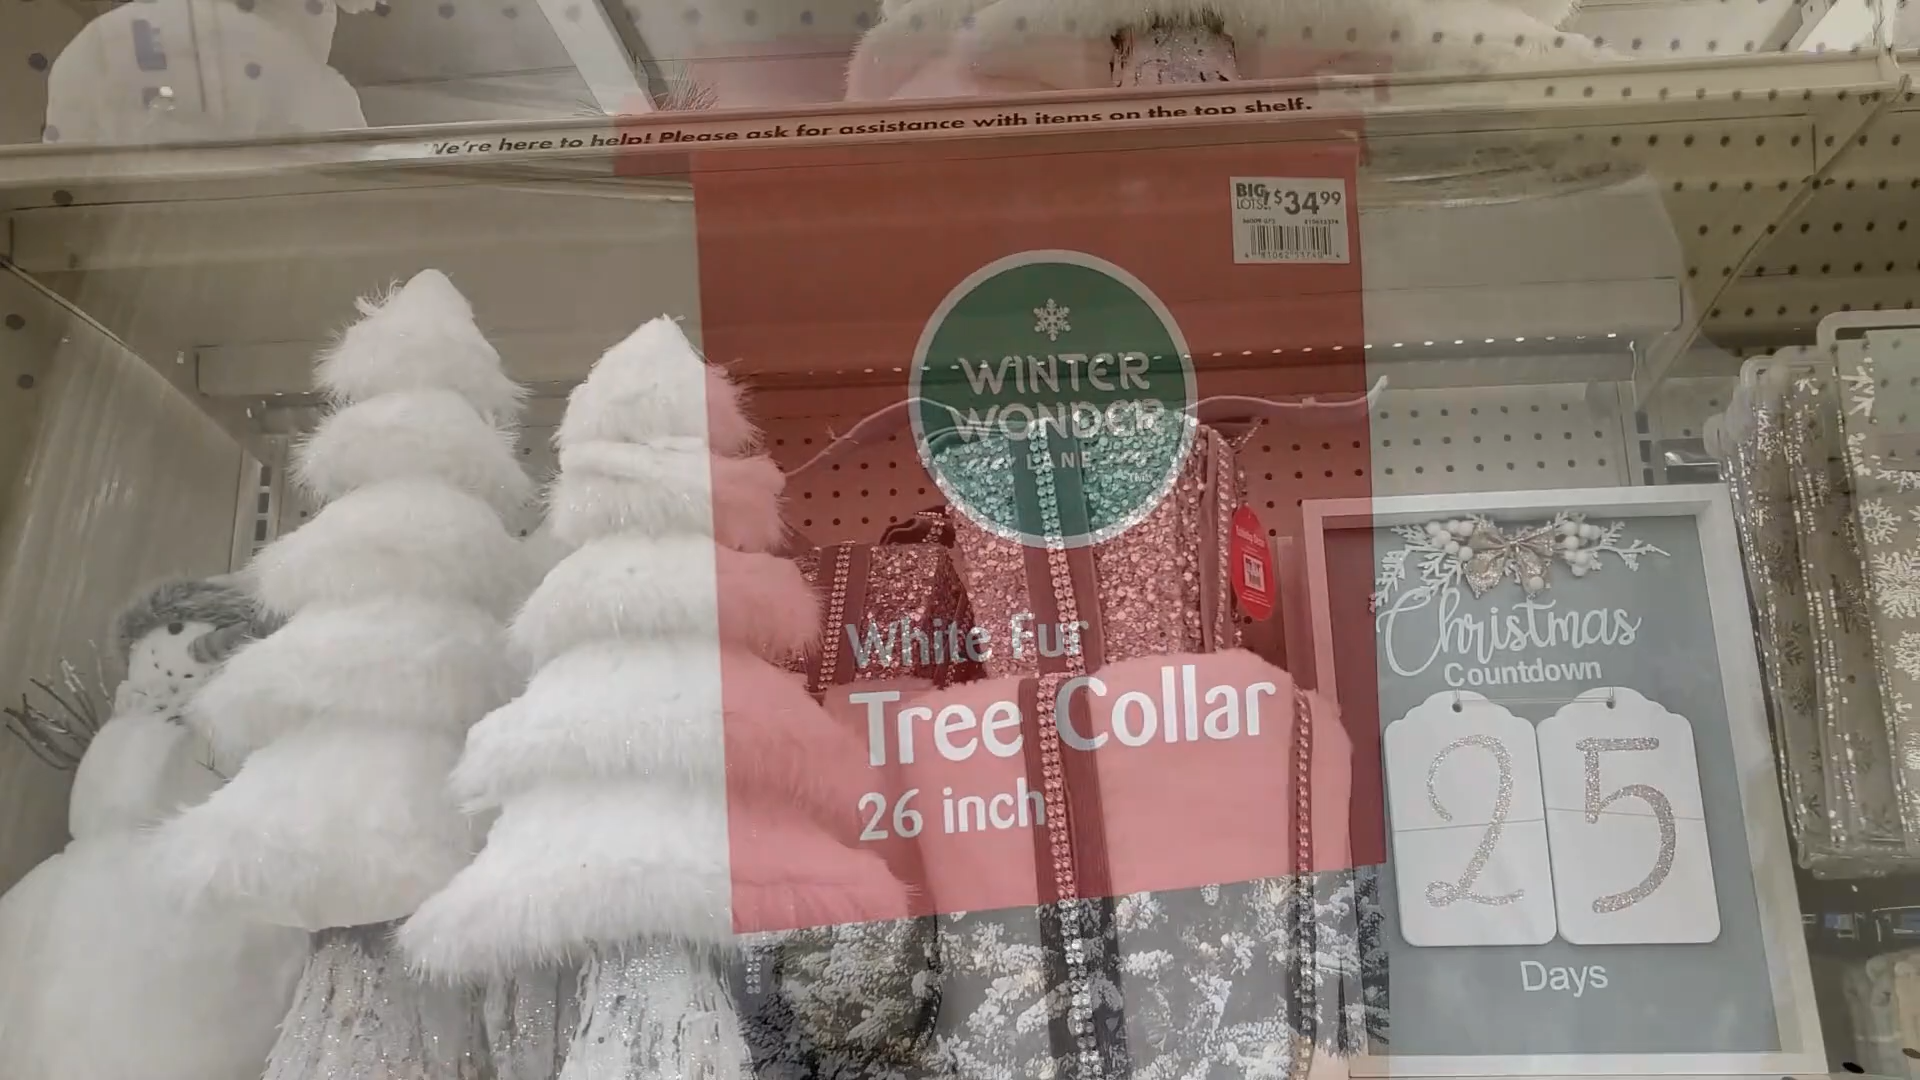 We're here to help! Please ask for assistance with items on the top shelf.
BIG LOTS! $34.99
WINTER
WONDER
LANE
White Fur
Tree Collar
26 inch
Christmas
Countdown
25
Days